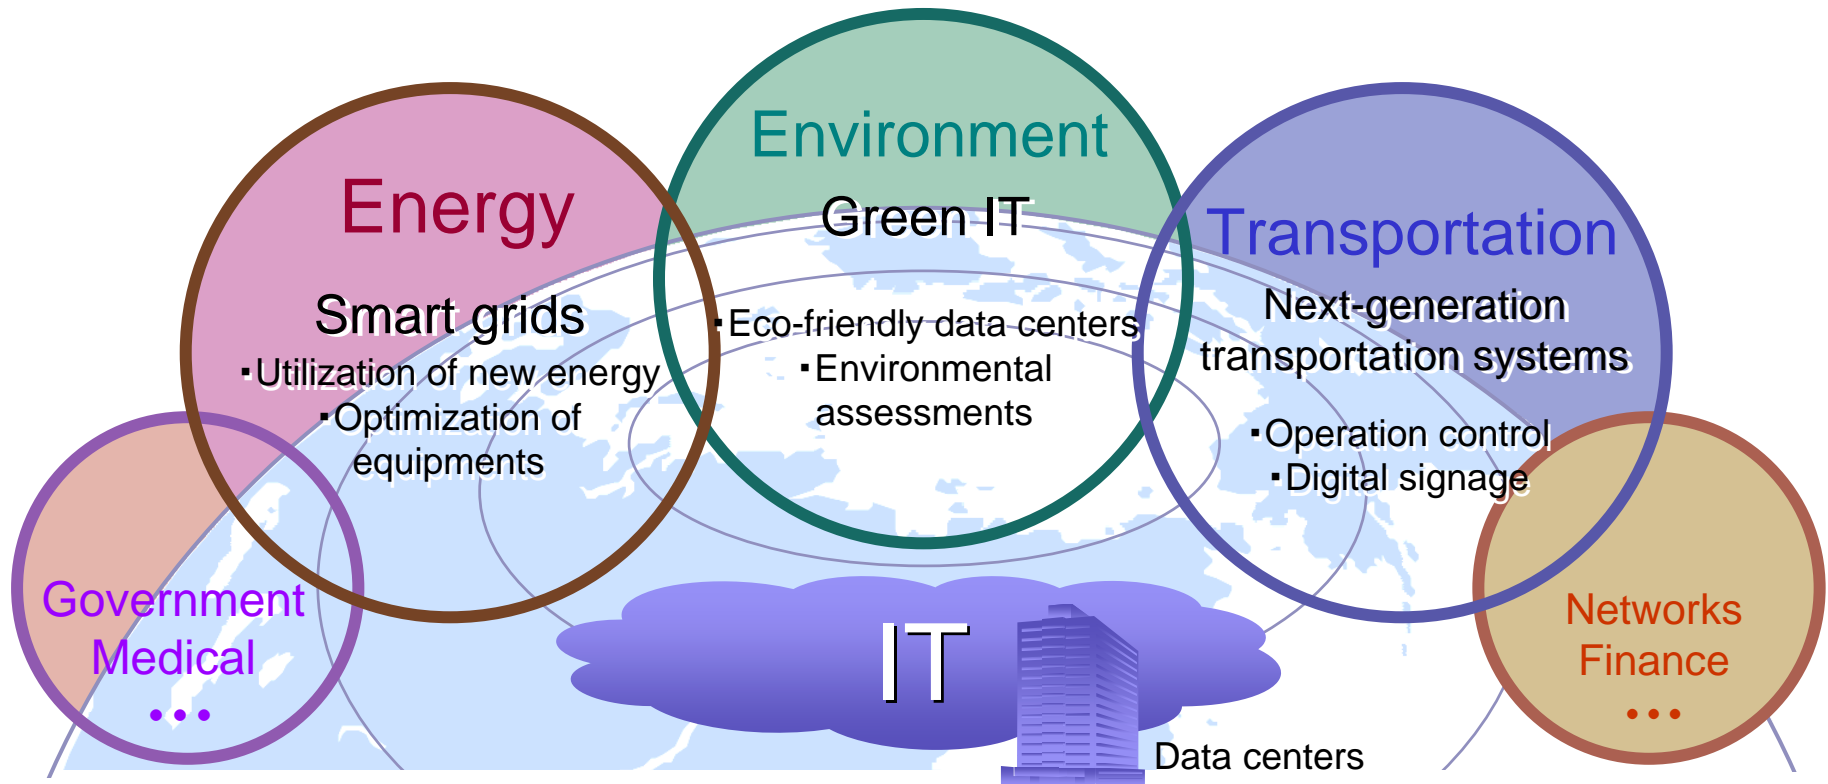 Energy
Smart grids
▪Utilization of new energy
▪Optimization of
equipments
Environment
Green IT
▪Eco-friendly data centers
▪Environmental
assessments
Transportation
Next-generation
transportation systems
▪Operation control
▪Digital signage
Government
Medical
•••
Networks
Finance
•••
IT
Data centers